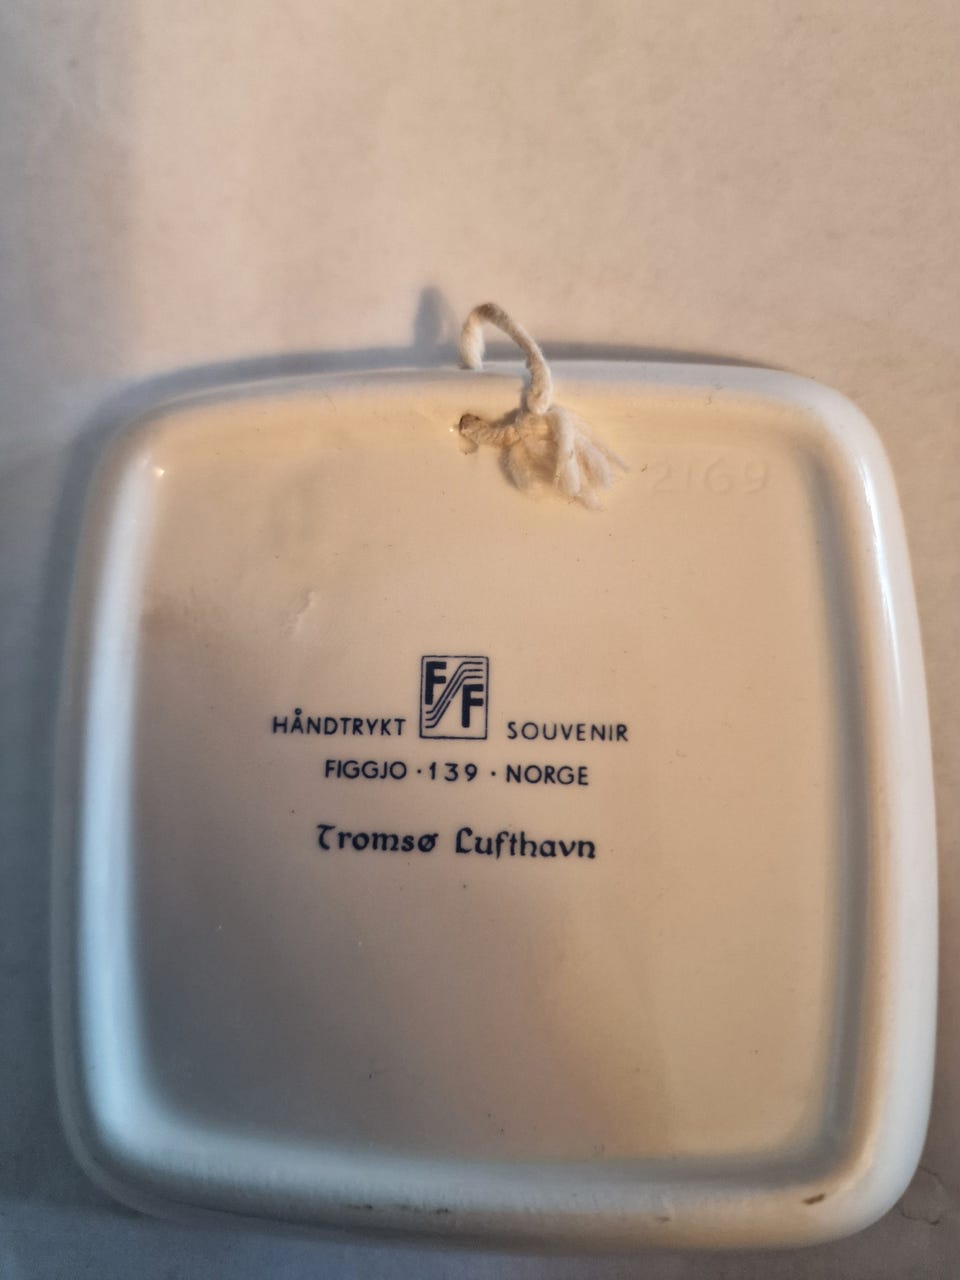 2169
F F
HÅNDTRYKT SOUVENIR
FIGGJO · 139 · NORGE
Tromsø Lufthavn